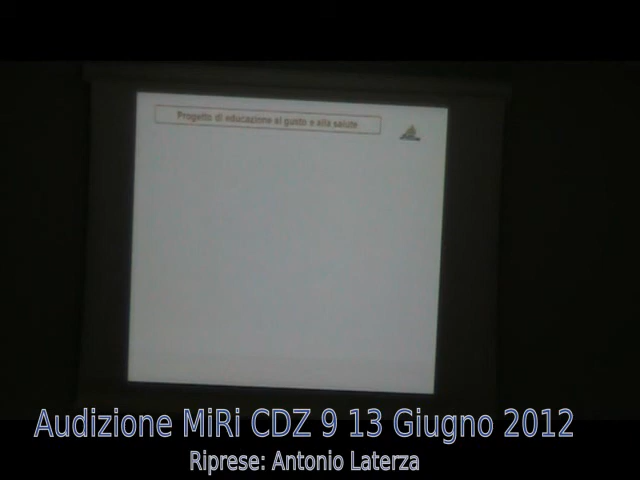 Progetto di educazione al gusto e alla salute
Audizione MiRi CDZ 9 13 Giugno 2012
Riprese: Antonio Laterza